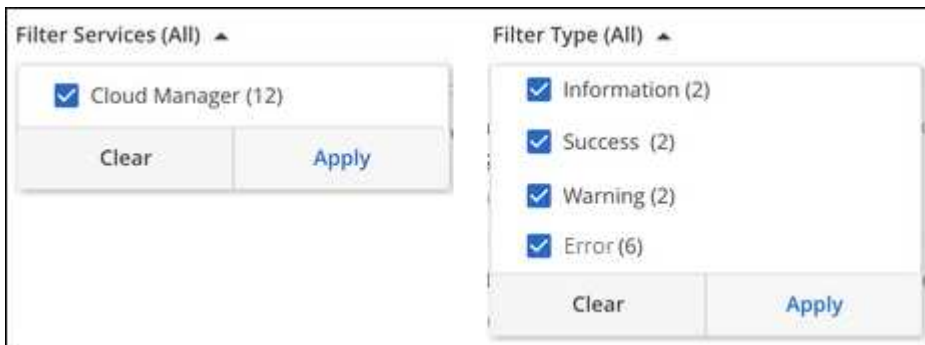 Filter Services (All)
Cloud Manager (12)
Clear Apply
Filter Type (All)
Information (2)
Success (2)
Warning (2)
Error (6)
Clear Apply